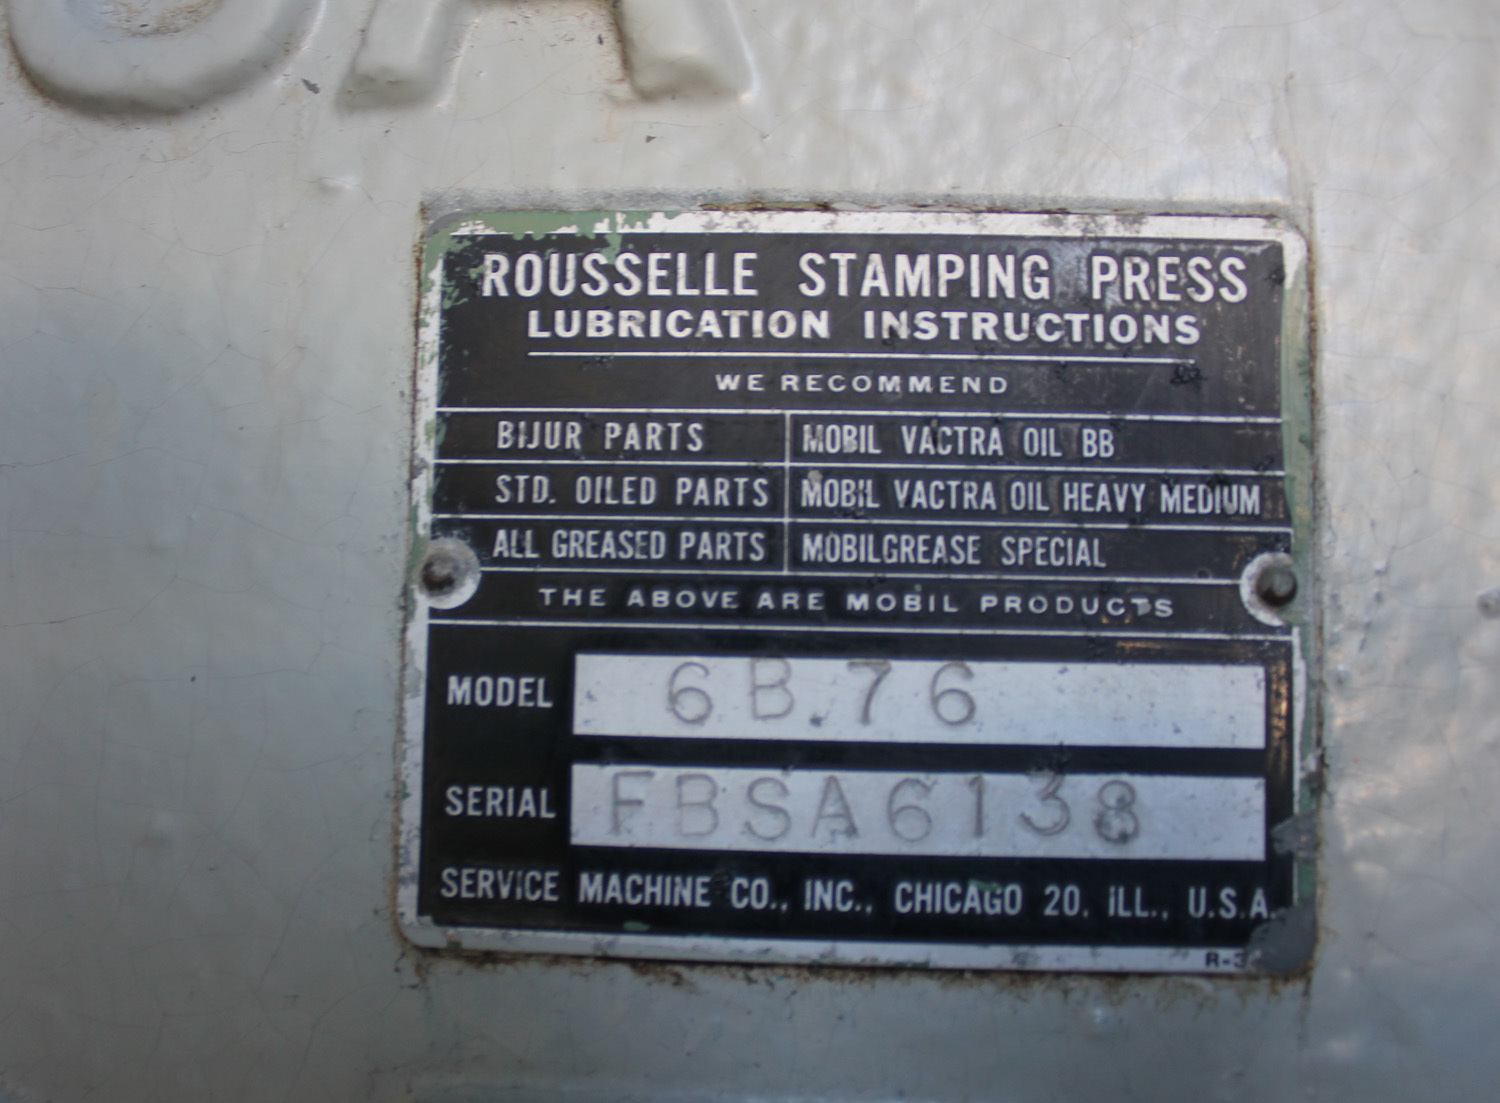 ROUSSELLE STAMPING PRESS
LUBRICATION INSTRUCTIONS
WE RECOMMEND
BIJUR PARTS MOBIL VACTRA OIL BB
STD. OILED PARTS MOBIL VACTRA OIL HEAVY MEDIUM
ALL GREASED PARTS MOBILGREASE SPECIAL
THE ABOVE ARE MOBIL PRODUCTS
MODEL 6B.76
SERIAL FBSA6138
SERVICE MACHINE CO., INC., CHICAGO 20, ILL., U.S.A.
R-3